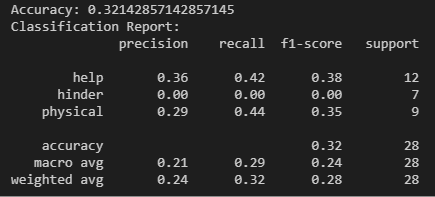 Accuracy: 0.32142857142857145
Classification Report:
precision recall f1-score support
help 0.36 0.42 0.38 12
hinder 0.00 0.00 0.00 7
physical 0.29 0.44 0.35 9
accuracy 0.32 28
macro avg 0.21 0.29 0.24 28
weighted avg 0.24 0.32 0.28 28